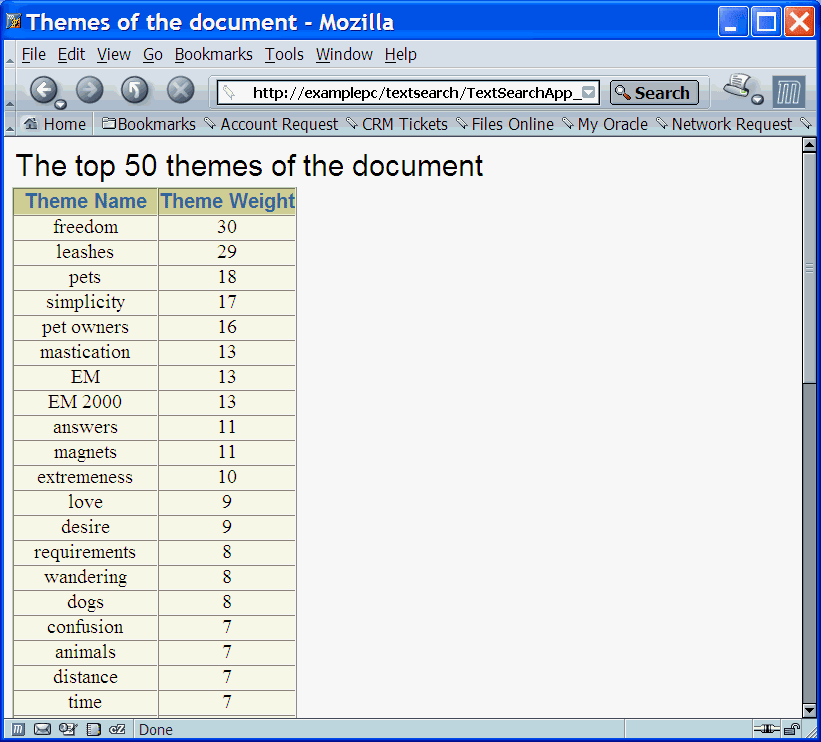 Themes of the document - Mozilla
File Edit View Go Bookmarks Tools Window Help
http://examplepc/textsearch/TextSearchApp_ Search
Home Bookmarks Account Request CRM Tickets Files Online My Oracle Network Request
The top 50 themes of the document
Theme Name Theme Weight
freedom 30
leashes 29
pets 18
simplicity 17
pet owners 16
mastication 13
EM 13
EM 2000 13
answers 11
magnets 11
extremeness 10
love 9
desire 9
requirements 8
wandering 8
dogs 8
confusion 7
animals 7
distance 7
time 7
Done